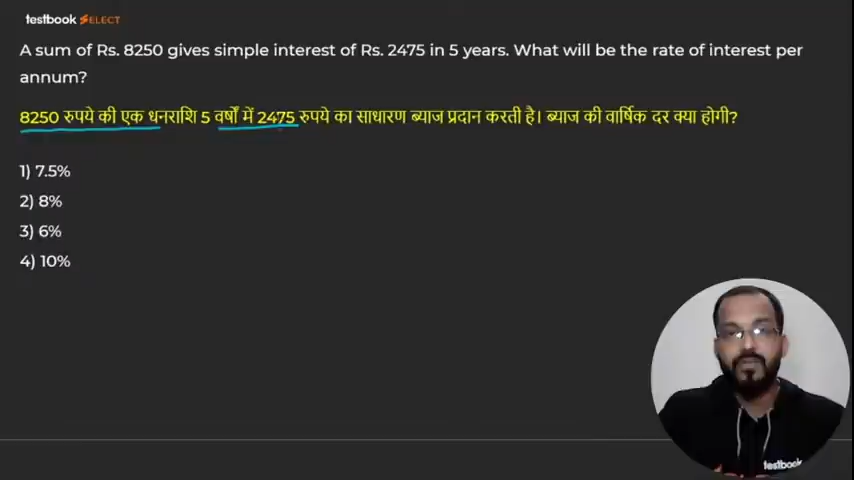 testbook SELECT
A sum of Rs. 8250 gives simple interest of Rs. 2475 in 5 years. What will be the rate of interest per
annum?
8250 रुपये की एक धनराशि 5 वर्षों में 2475 रुपये का साधारण ब्याज प्रदान करती है। ब्याज की वार्षिक दर क्या होगी?
1) 7.5%
2) 8%
3) 6%
4) 10%
testbook